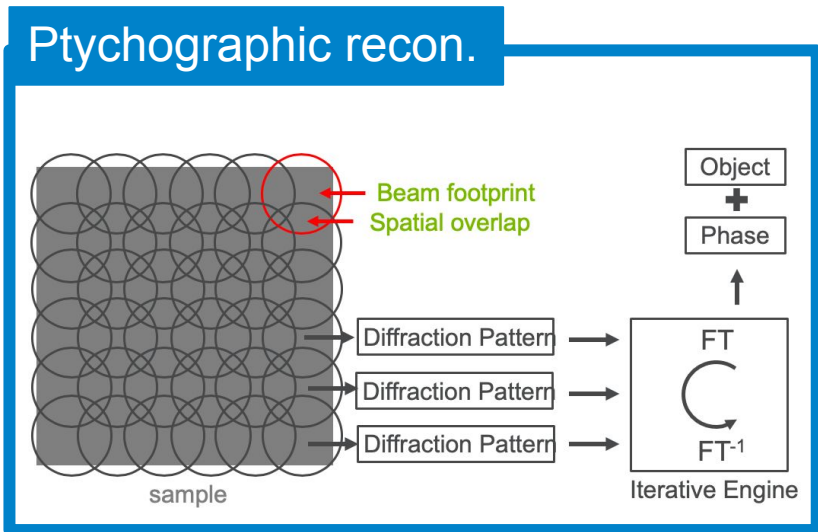 Ptychographic recon.
Beam footprint
Spatial overlap
sample
Diffraction Pattern
Diffraction Pattern
Diffraction Pattern
Object
+
Phase
FT
FT-1
Iterative Engine